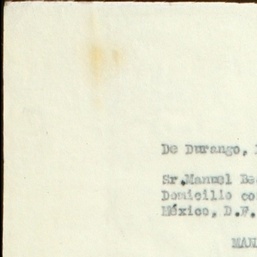 De Durango,
Sr.Manuel
Domicilio
México, D.F.